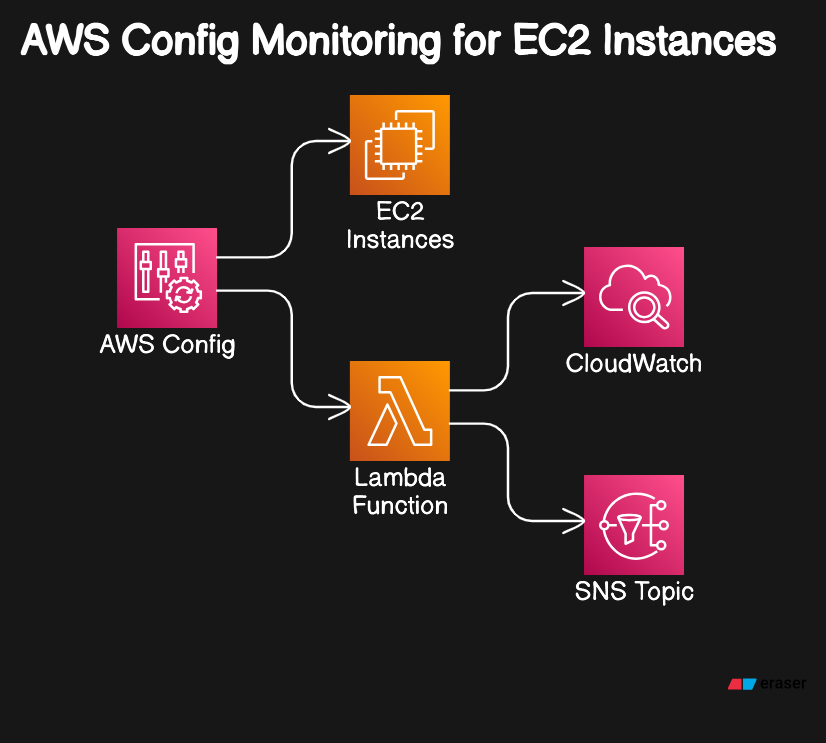 AWS Config Monitoring for EC2 Instances
EC2
Instances
AWS Config
CloudWatch
Lambda
Function
SNS Topic
eraser